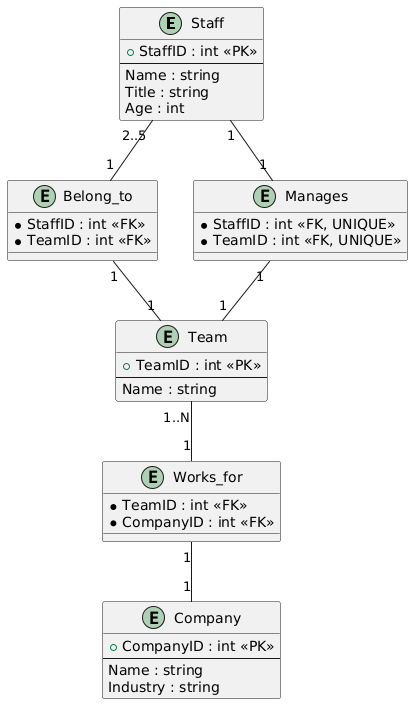 E Staff
StaffID : int «PK»
Name : string
Title : string
Age : int
2..5
1
1
1
E Belong_to
StaffID : int «FK»
TeamID : int «FK»
E Manages
StaffID : int «FK, UNIQUE»
TeamID : int «FK, UNIQUE»
1
1
1
1
E Team
TeamID : int «PK»
Name : string
1..N
1
E Works_for
TeamID : int «FK»
CompanyID : int «FK»
1
1
E Company
CompanyID : int «PK»
Name : string
Industry : string